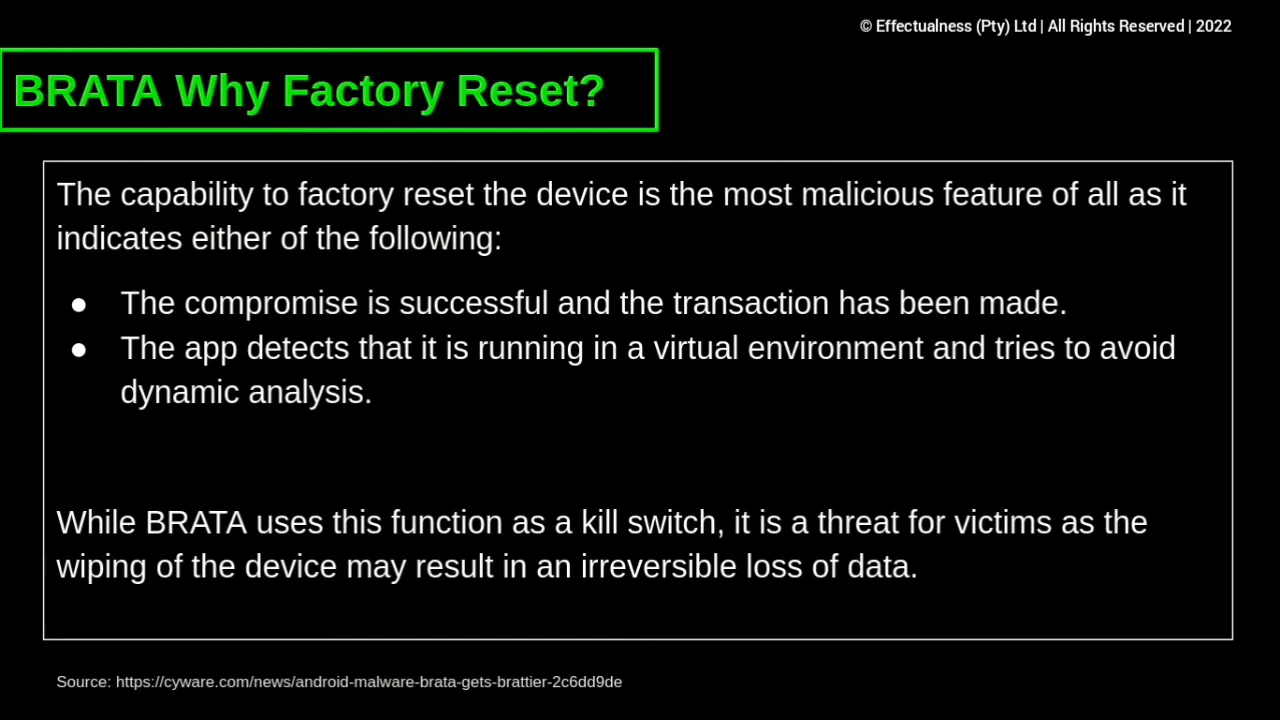 © Effectualness (Pty) Ltd | All Rights Reserved | 2022
BRATA Why Factory Reset?
The capability to factory reset the device is the most malicious feature of all as it
indicates either of the following:
● The compromise is successful and the transaction has been made.
● The app detects that it is running in a virtual environment and tries to avoid
dynamic analysis.
While BRATA uses this function as a kill switch, it is a threat for victims as the
wiping of the device may result in an irreversible loss of data.
Source: https://cyware.com/news/android-malware-brata-gets-brattier-2c6dd9de